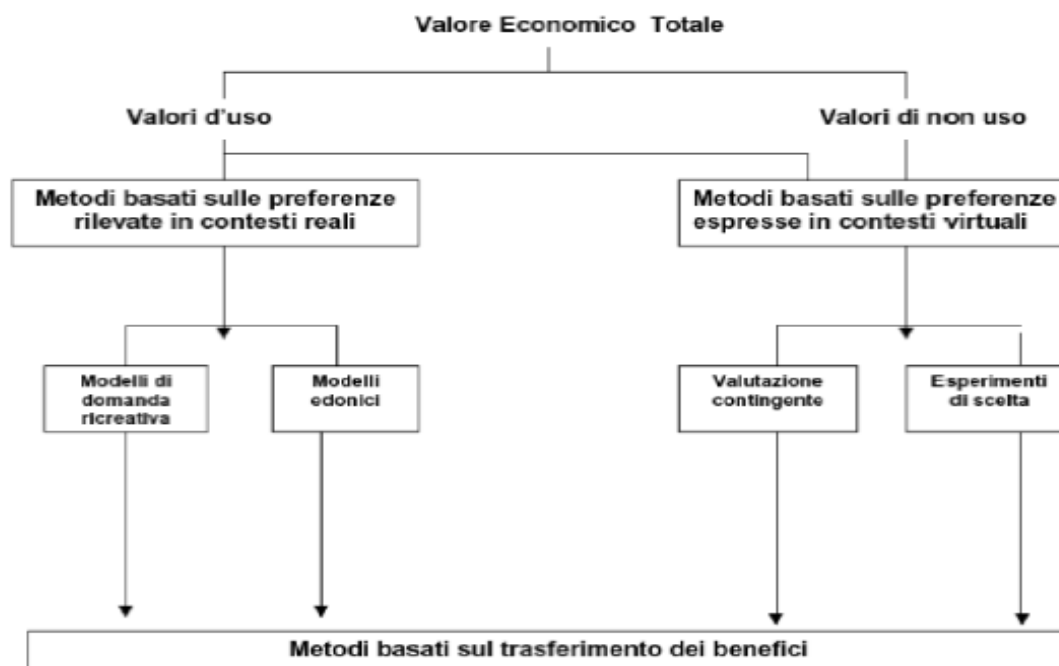 Valore Economico Totale
Valori d'uso
Valori di non uso
Metodi basati sulle preferenze
rilevate in contesti reali
Metodi basati sulle preferenze
espresse in contesti virtuali
Modelli di
domanda
ricreativa
Modelli
edonici
Valutazione
contingente
Esperimenti
di scelta
Metodi basati sul trasferimento dei benefici